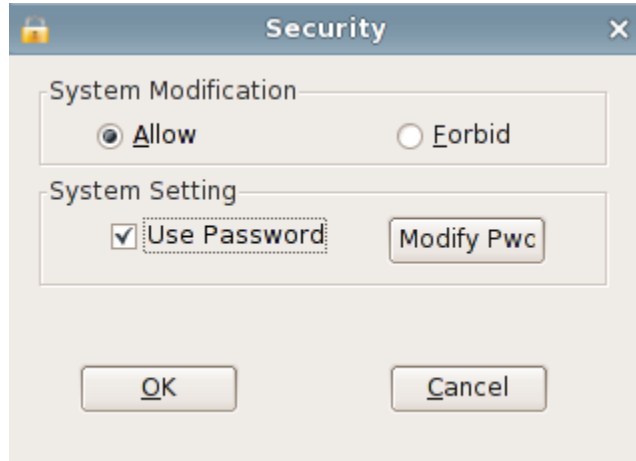 Security
System Modification
Allow Forbid
System Setting
Use Password Modify Pwc
OK Cancel